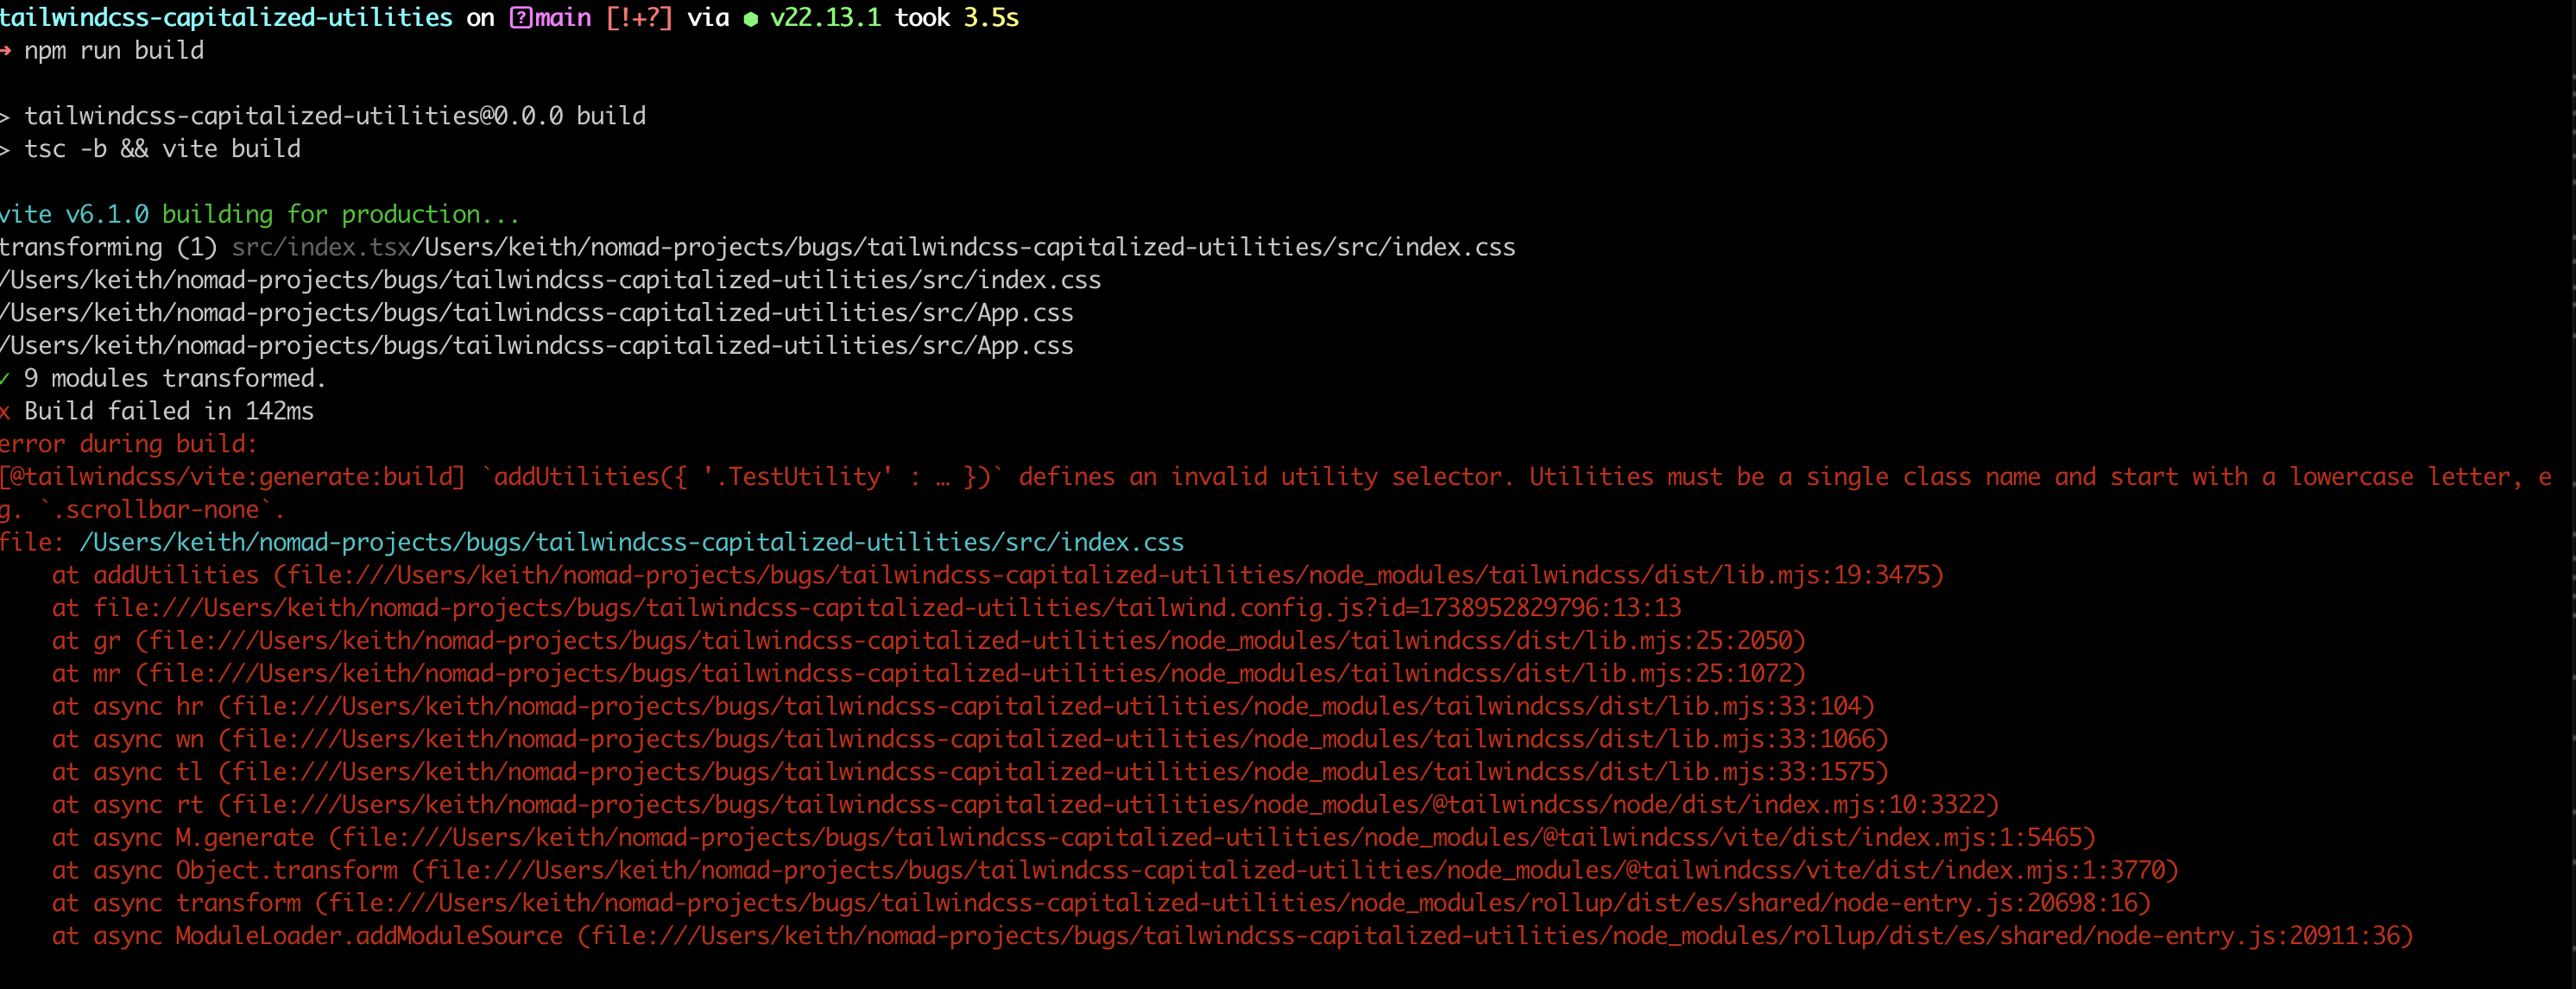 tailwindcss-capitalized-utilities on ?main [!+?] via ● v22.13.1 took 3.5s
➜ npm run build
> tailwindcss-capitalized-utilities@0.0.0 build
> tsc -b && vite build
vite v6.1.0 building for production...
transforming (1) src/index.tsx/Users/keith/nomad-projects/bugs/tailwindcss-capitalized-utilities/src/index.css
/Users/keith/nomad-projects/bugs/tailwindcss-capitalized-utilities/src/index.css
/Users/keith/nomad-projects/bugs/tailwindcss-capitalized-utilities/src/App.css
/Users/keith/nomad-projects/bugs/tailwindcss-capitalized-utilities/src/App.css
✓ 9 modules transformed.
x Build failed in 142ms
error during build:
[@tailwindcss/vite:generate:build] `addUtilities({ '.TestUtility' : … })` defines an invalid utility selector. Utilities must be a single class name and start with a lowercase letter, e
g. `.scrollbar-none`.
file: /Users/keith/nomad-projects/bugs/tailwindcss-capitalized-utilities/src/index.css
    at addUtilities (file:///Users/keith/nomad-projects/bugs/tailwindcss-capitalized-utilities/node_modules/tailwindcss/dist/lib.mjs:19:3475)
    at file:///Users/keith/nomad-projects/bugs/tailwindcss-capitalized-utilities/tailwind.config.js?id=1738952829796:13:13
    at gr (file:///Users/keith/nomad-projects/bugs/tailwindcss-capitalized-utilities/node_modules/tailwindcss/dist/lib.mjs:25:2050)
    at mr (file:///Users/keith/nomad-projects/bugs/tailwindcss-capitalized-utilities/node_modules/tailwindcss/dist/lib.mjs:25:1072)
    at async hr (file:///Users/keith/nomad-projects/bugs/tailwindcss-capitalized-utilities/node_modules/tailwindcss/dist/lib.mjs:33:104)
    at async wn (file:///Users/keith/nomad-projects/bugs/tailwindcss-capitalized-utilities/node_modules/tailwindcss/dist/lib.mjs:33:1066)
    at async tl (file:///Users/keith/nomad-projects/bugs/tailwindcss-capitalized-utilities/node_modules/tailwindcss/dist/lib.mjs:33:1575)
    at async rt (file:///Users/keith/nomad-projects/bugs/tailwindcss-capitalized-utilities/node_modules/@tailwindcss/node/dist/index.mjs:10:3322)
    at async M.generate (file:///Users/keith/nomad-projects/bugs/tailwindcss-capitalized-utilities/node_modules/@tailwindcss/vite/dist/index.mjs:1:5465)
    at async Object.transform (file:///Users/keith/nomad-projects/bugs/tailwindcss-capitalized-utilities/node_modules/@tailwindcss/vite/dist/index.mjs:1:3770)
    at async transform (file:///Users/keith/nomad-projects/bugs/tailwindcss-capitalized-utilities/node_modules/rollup/dist/es/shared/node-entry.js:20698:16)
    at async ModuleLoader.addModuleSource (file:///Users/keith/nomad-projects/bugs/tailwindcss-capitalized-utilities/node_modules/rollup/dist/es/shared/node-entry.js:20911:36)